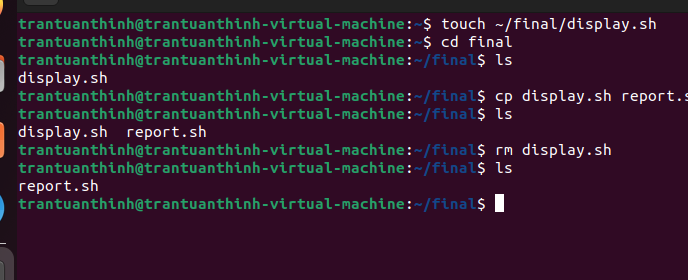 trantuanthinh@trantuanthinh-virtual-machine:~$ touch ~/final/display.sh
trantuanthinh@trantuanthinh-virtual-machine:~$ cd final
trantuanthinh@trantuanthinh-virtual-machine:~/final$ ls
display.sh
trantuanthinh@trantuanthinh-virtual-machine:~/final$ cp display.sh report.s
trantuanthinh@trantuanthinh-virtual-machine:~/final$ ls
display.sh  report.sh
trantuanthinh@trantuanthinh-virtual-machine:~/final$ rm display.sh
trantuanthinh@trantuanthinh-virtual-machine:~/final$ ls
report.sh
trantuanthinh@trantuanthinh-virtual-machine:~/final$